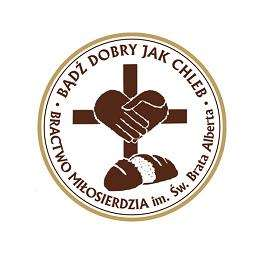 • BĄDŹ DOBRY JAK CHLEB •
BRACTWO MIŁOSIERDZIA im. Św. Brata Alberta